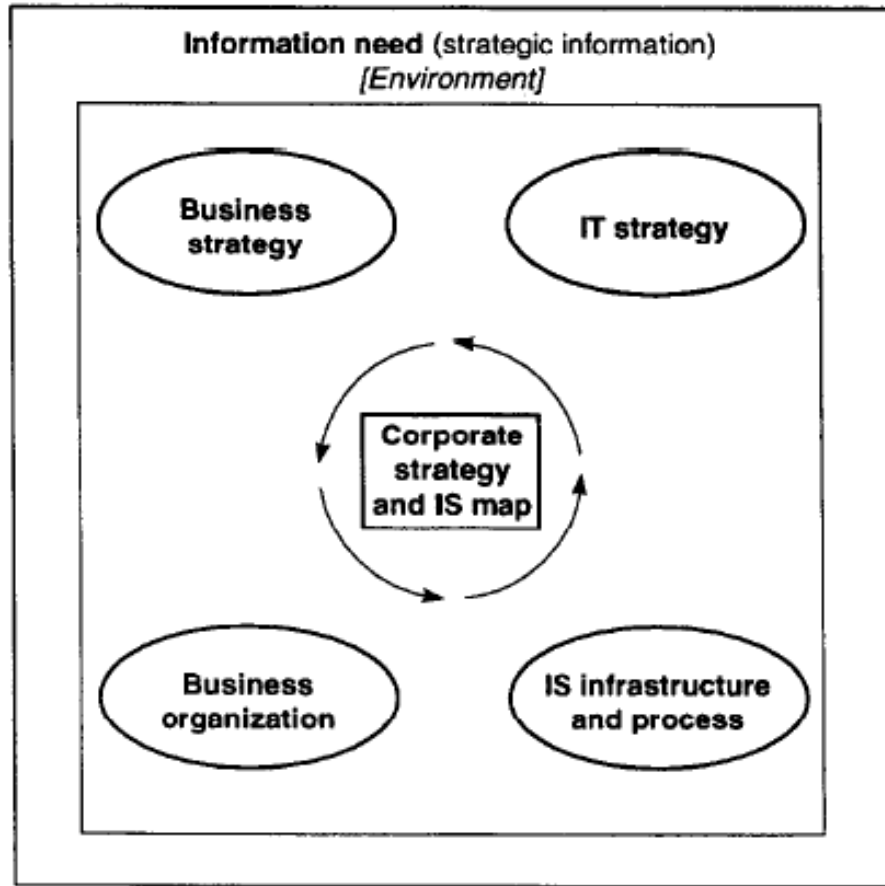 Information need (strategic information)
[Environment]
Business
strategy
IT strategy
Corporate
strategy
and IS map
Business
organization
IS infrastructure
and process